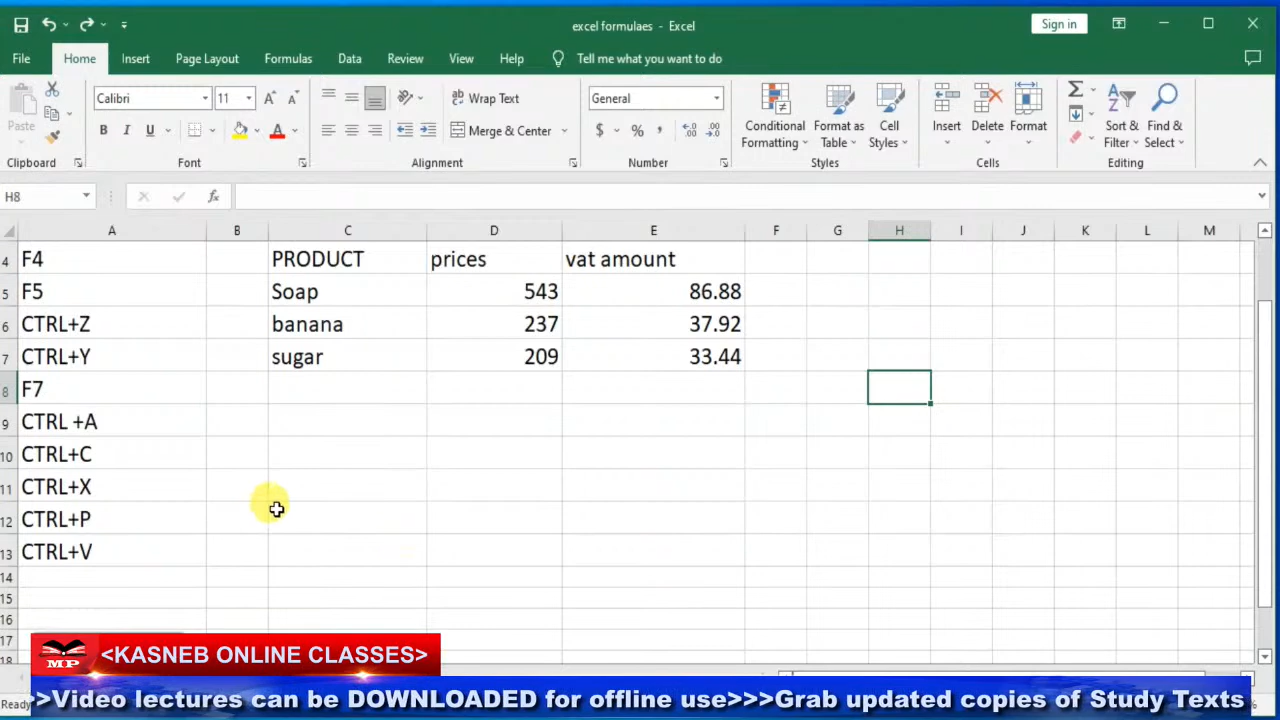 excel formulaes - Excel
Sign in
File Home Insert Page Layout Formulas Data Review View Help Tell me what you want to do
Paste
Calibri 11
B I U
Wrap Text
Merge & Center
General
$ % ,
Conditional Formatting
Format as Table
Cell Styles
Insert
Delete
Format
Sort & Filter
Find & Select
Clipboard Font Alignment Number Styles Cells Editing
H8 fx
A B C D E F G H I J K L M
4 F4 PRODUCT prices vat amount
5 F5 Soap 543 86.88
6 CTRL+Z banana 237 37.92
7 CTRL+Y sugar 209 33.44
8 F7
9 CTRL +A
10 CTRL+C
11 CTRL+X
12 CTRL+P
13 CTRL+V
14
15
16
17
18
MP
<KASNEB ONLINE CLASSES>
>Video lectures can be DOWNLOADED for offline use>>>Grab updated copies of Study Texts
Ready
%